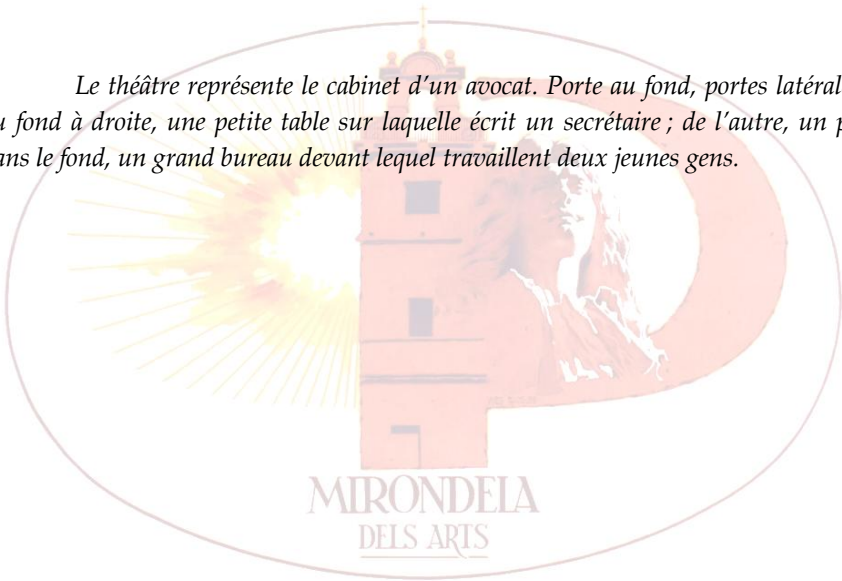 Le théâtre représente le cabinet d’un avocat. Porte au fond, portes latéral
fond à droite, une petite table sur laquelle écrit un secrétaire ; de l’autre, un
le fond, un grand bureau devant lequel travaillent deux jeunes gens.
MIRONDELA
DELS ARTS